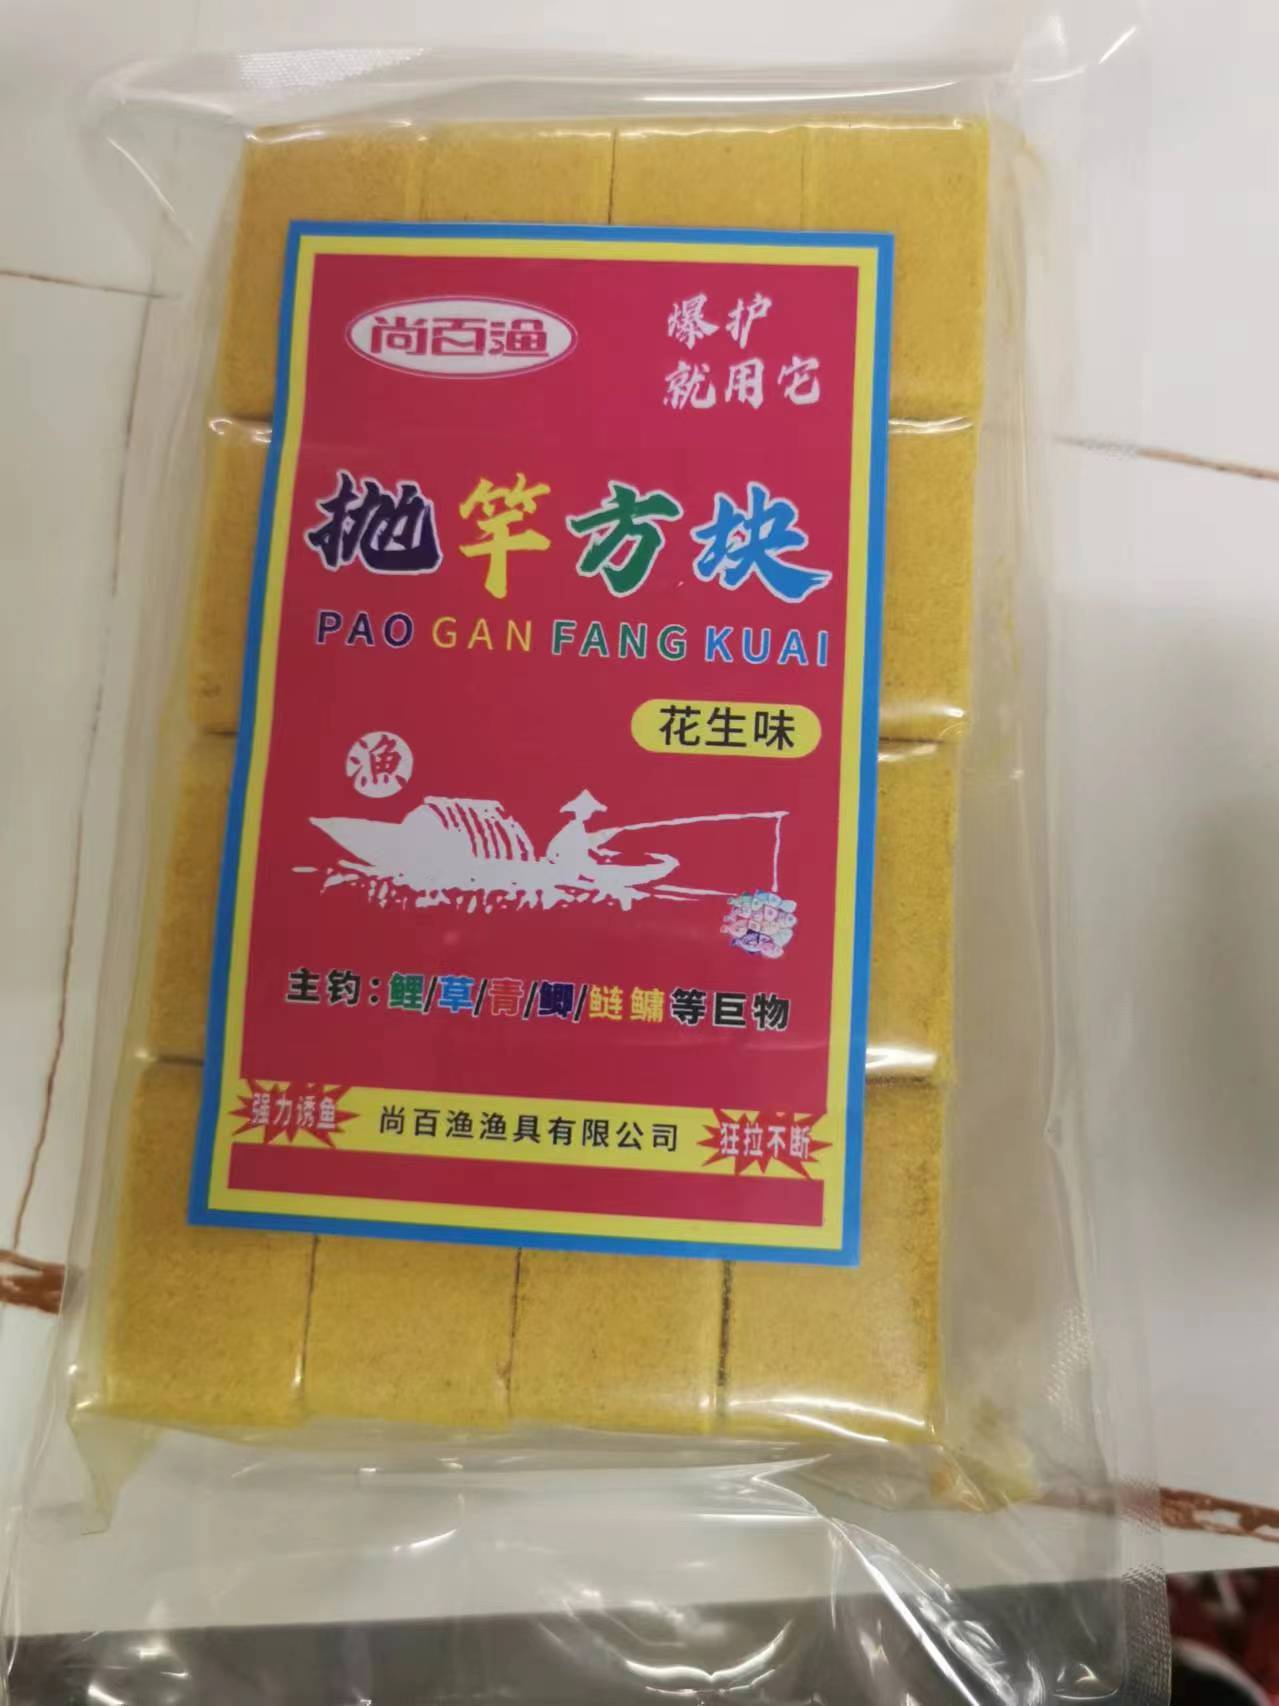 尚百渔
爆护
就用它
抛竿方块
PAO GAN FANG KUAI
花生味
渔
主钓:鲤/草/青/鲫/鲢鳙等巨物
强力诱鱼
尚百渔渔具有限公司
狂拉不断